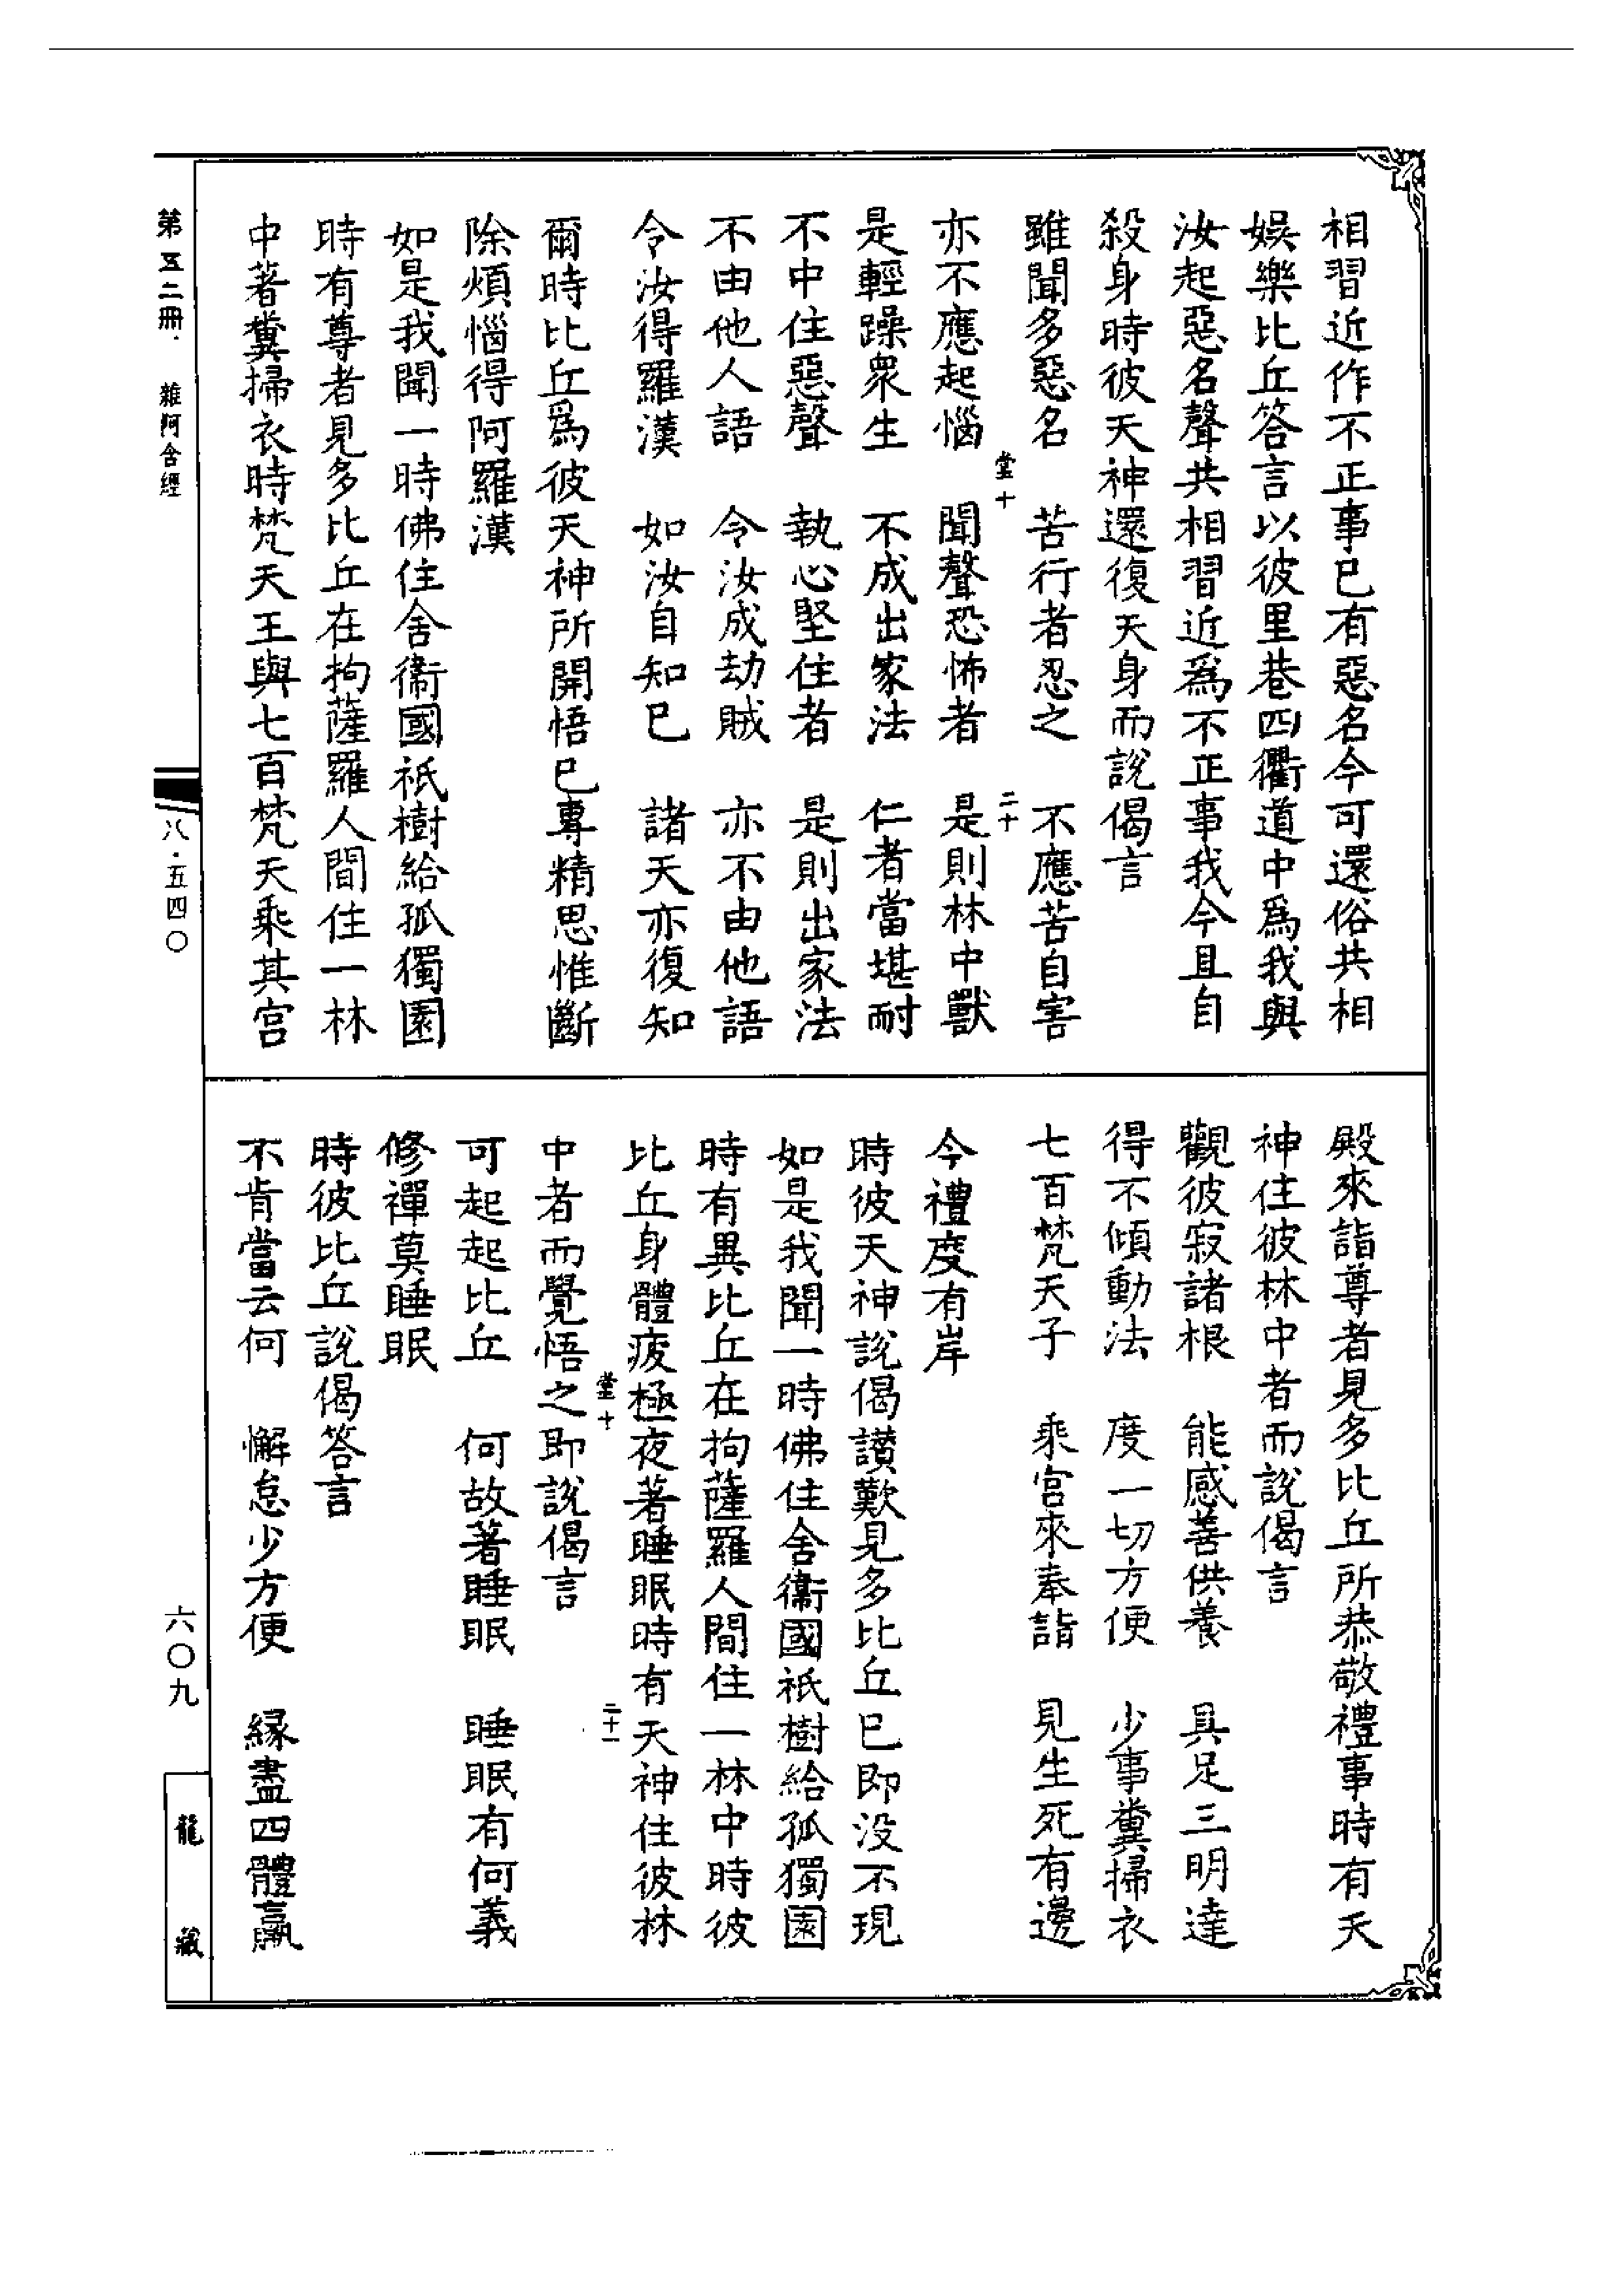 相習近作不正事已有惡名今可還俗共相
娛樂比丘答言以彼里巷四衢道中爲我與
汝起惡名聲共相習近爲不正事我今且自
殺身時彼天神還復天身而說偈言
雖聞多惡名　苦行者忍之　不應苦自害
堂十　二十
亦不應起惱　聞聲恐怖者　是則林中獸
是輕躁衆生　不成出家法　仁者當堪耐
不中住惡聲　執心堅住者　是則出家法
不由他人語　令汝成劫賊　亦不由他語
令汝得羅漢　如汝自知已　諸天亦復知
爾時比丘爲彼天神所開悟已專精思惟斷
除煩惱得阿羅漢
如是我聞一時佛住舍衞國祇樹給孤獨園
時有尊者見多比丘在拘薩羅人間住一林
中著糞掃衣時梵天王與七百梵天乘其宮
殿來詣尊者見多比丘所恭敬禮事時有天
神住彼林中者而說偈言
觀彼寂諸根　能感善供養　具足三明達
得不傾動法　度一切方便　少事糞掃衣
七百梵天子　乘宮來奉詣　見生死有邊
今禮度有岸
時彼天神說偈讃歎見多比丘已即没不現
如是我聞一時佛住舍衞國祇樹給孤獨園
時有異比丘在拘薩羅人間住一林中時彼
比丘身體疲極夜著睡眠時有天神住彼林
堂十　二十一
中者而覺悟之即說偈言
可起起比丘　何故著睡眠　睡眠有何義
修禪莫睡眠
時彼比丘說偈答言
不肯當云何　懈怠少方便　緣盡四體羸
第五二冊　雜阿含經
八·五四〇
六〇九
龍藏